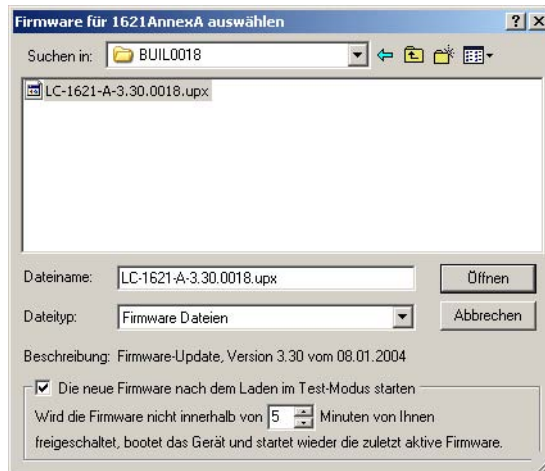 Firmware für 1621AnnexA auswählen
Suchen in: BUIL0018
LC-1621-A-3.30.0018.upx
Dateiname: LC-1621-A-3.30.0018.upx Öffnen
Dateityp: Firmware Dateien Abbrechen
Beschreibung: Firmware-Update, Version 3.30 vom 08.01.2004
Die neue Firmware nach dem Laden im Test-Modus starten
Wird die Firmware nicht innerhalb von 5 Minuten von Ihnen
freigeschaltet, bootet das Gerät und startet wieder die zuletzt aktive Firmware.